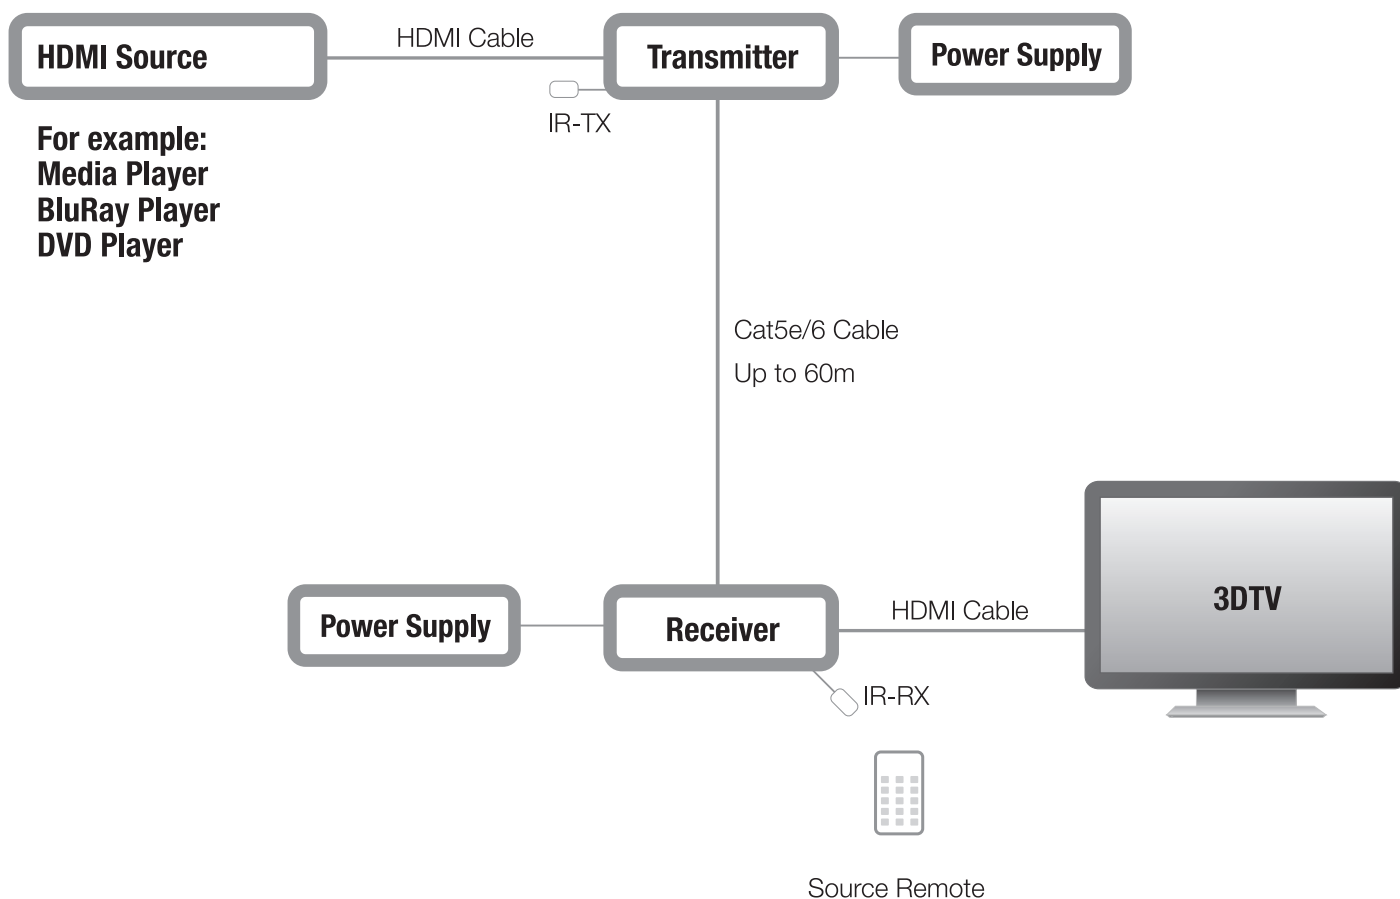 HDMI Source
HDMI Cable
Transmitter
Power Supply
IR-TX
For example:
Media Player
BluRay Player
DVD Player
Cat5e/6 Cable
Up to 60m
Power Supply
Receiver
HDMI Cable
3DTV
IR-RX
Source Remote